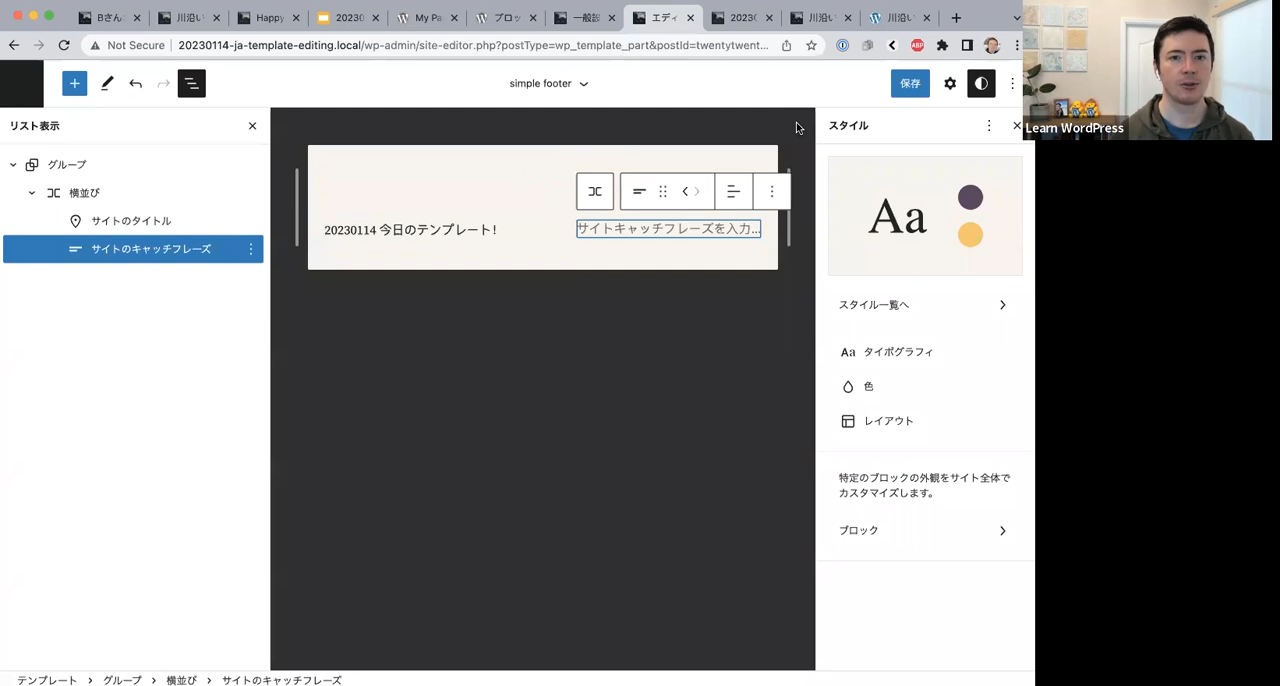 Bさん
川沿い
Happy
20230
My Pa
ブロッ
一般設
エディ
2023(
川沿い
川沿い
Not Secure
20230114-ja-template-editing.local/wp-admin/site-editor.php?postType=wp_template_part&postId=twentytwent...
simple footer
保存
Learn WordPress
リスト表示
グループ
横並び
サイトのタイトル
サイトのキャッチフレーズ
20230114 今日のテンプレート!
サイトキャッチフレーズを入力...
スタイル
Aa
スタイル一覧へ
Aa タイポグラフィ
色
レイアウト
特定のブロックの外観をサイト全体で
カスタマイズします。
ブロック
テンプレート > グループ > 横並び > サイトのキャッチフレーズ